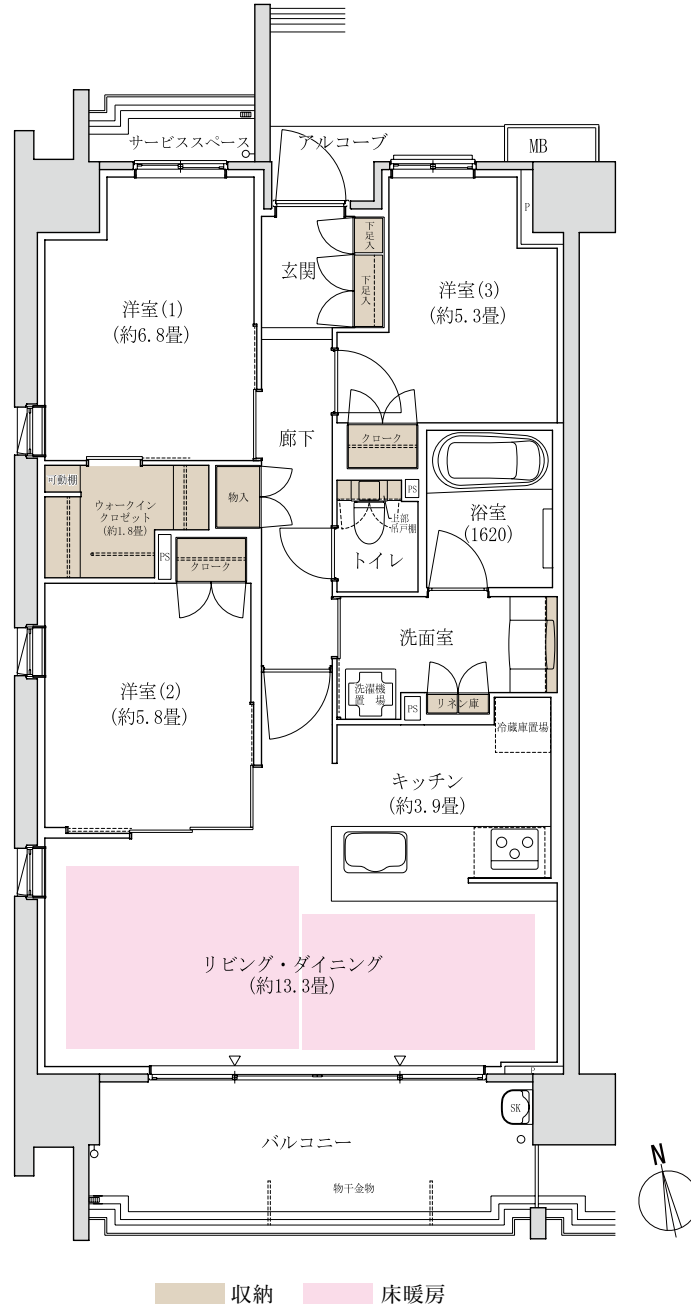 サービススペース
アルコーブ
MB
P
下足入
玄関
下足入
洋室(1)
(約6.8畳)
洋室(3)
(約5.3畳)
廊下
クローク
可動棚
ウォークイン
クロゼット
(約1.8畳)
物入
PS
上部
吊戸棚
浴室
(1620)
PS
クローク
トイレ
洗面室
洋室(2)
(約5.8畳)
洗濯機
置場
PS
リネン庫
冷蔵庫置場
キッチン
(約3.9畳)
リビング・ダイニング
(約13.3畳)
P
SK
バルコニー
物干金物
N
収納
床暖房